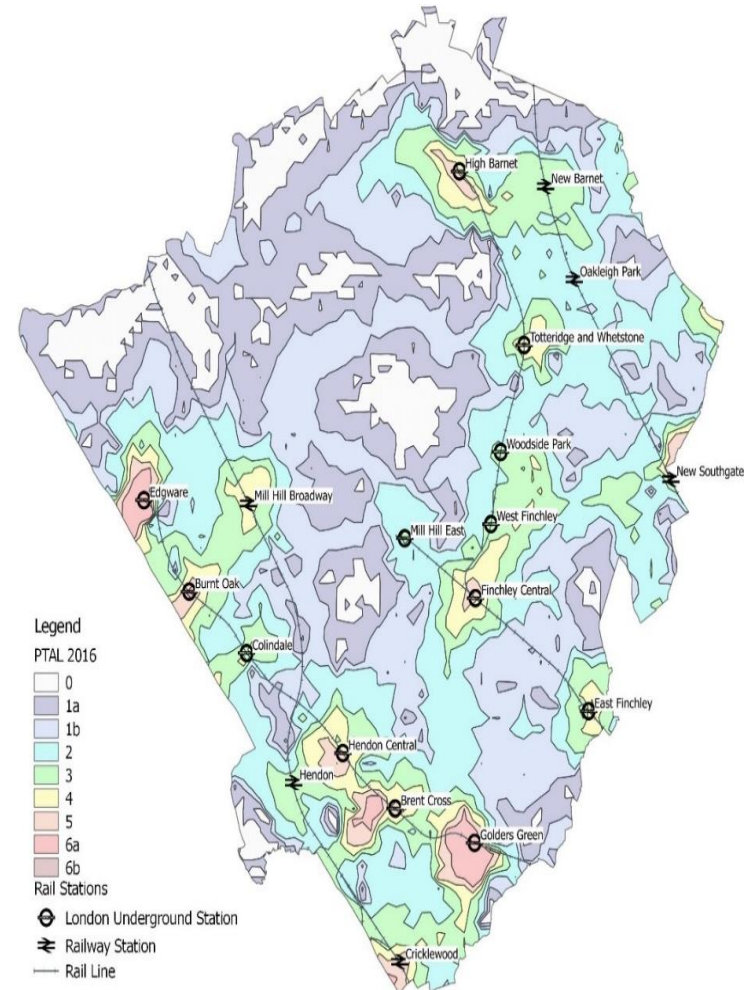 High Barnet
New Barnet
Oakleigh Park
Totteridge and Whetstone
Woodside Park
New Southgate
Edgware
Mill Hill Broadway
West Finchley
Mill Hill East
Burnt Oak
Finchley Central
Colindale
East Finchley
Hendon Central
Hendon
Brent Cross
Golders Green
Cricklewood
Legend
PTAL 2016
0
1a
1b
2
3
4
5
6a
6b
Rail Stations
London Underground Station
Railway Station
Rail Line